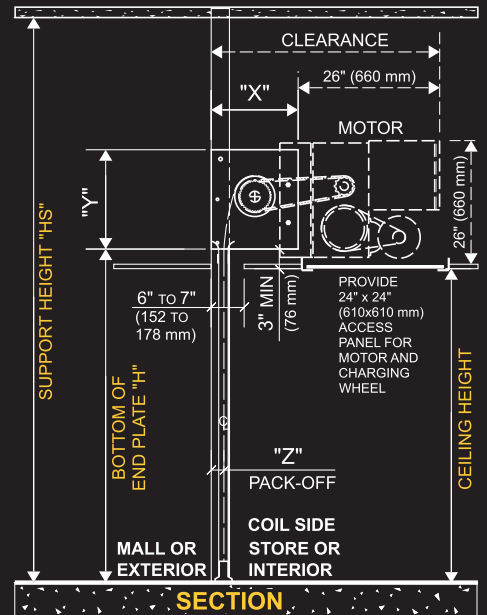 CLEARANCE
26" (660 mm)
"X"
MOTOR
"Y"
26" (660 mm)
SUPPORT HEIGHT "HS"
6" TO 7"
(152 TO
178 mm)
3" MIN
(76 mm)
PROVIDE
24" x 24"
(610x610 mm)
ACCESS
PANEL FOR
MOTOR AND
CHARGING
WHEEL
BOTTOM OF
END PLATE "H"
CEILING HEIGHT
"Z"
PACK-OFF
MALL OR
EXTERIOR
COIL SIDE
STORE OR
INTERIOR
SECTION